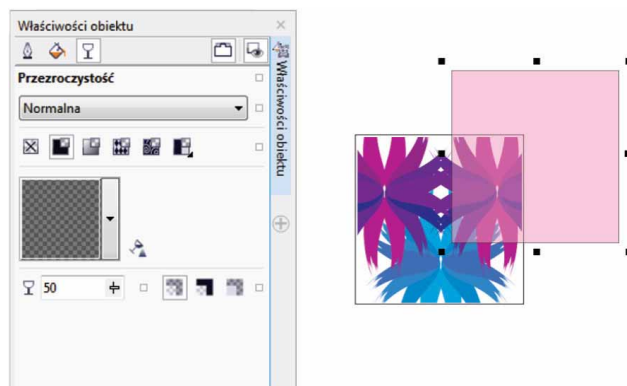 Właściwości obiektu
Przezroczystość
Normalna
50
Właściwości obiektu